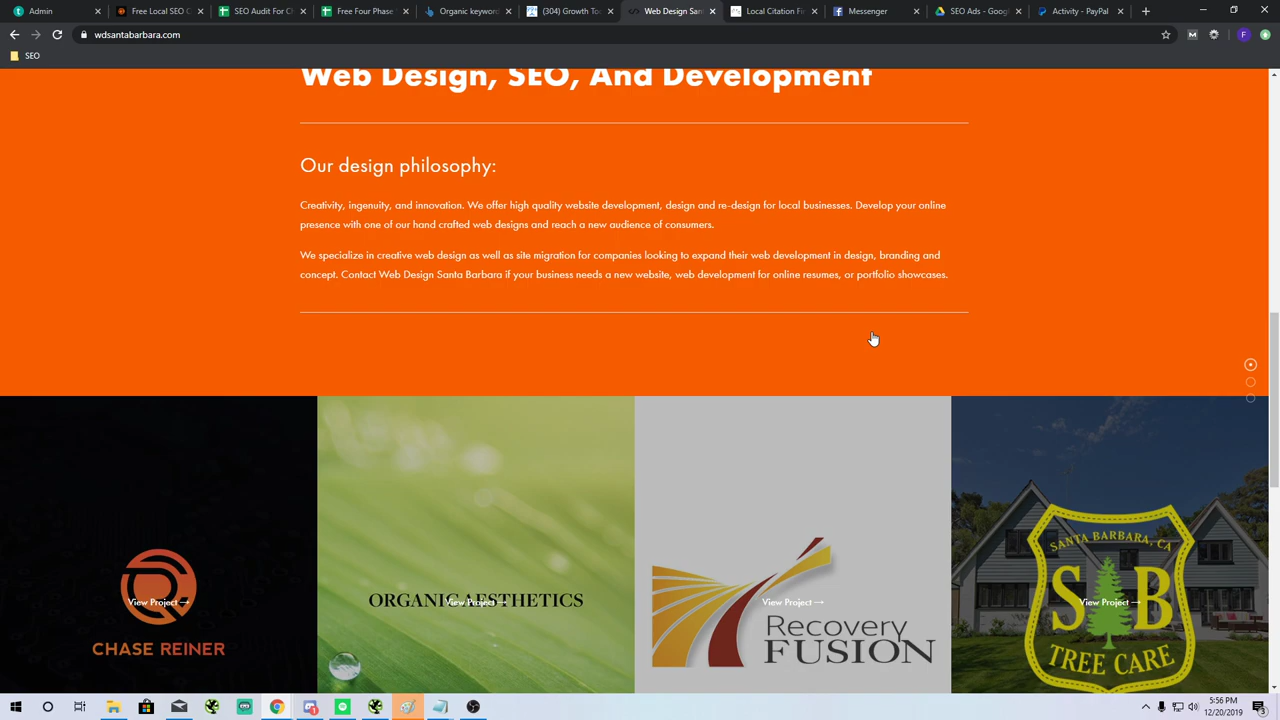 Admin
Free Local SEO C
SEO Audit For C
Free Four Phase
Organic keyword
(304) Growth Too
Web Design San
Local Citation Fi
Messenger
SEO Ads - Googl
Activity - PayPal
wdsantabarbara.com
SEO
Web Design, SEO, And Development
Our design philosophy:
Creativity, ingenuity, and innovation. We offer high quality website development, design and re-design for local businesses. Develop your online
presence with one of our hand crafted web designs and reach a new audience of consumers.
We specialize in creative web design as well as site migration for companies looking to expand their web development in design, branding and
concept. Contact Web Design Santa Barbara if your business needs a new website, web development for online resumes, or portfolio showcases.
View Project →
CHASE REINER
ORGANIC AESTHETICS
View Project →
View Project →
Recovery
FUSION
SANTA BARBARA, CA
SB
View Project →
TREE CARE
5:56 PM
12/20/2019